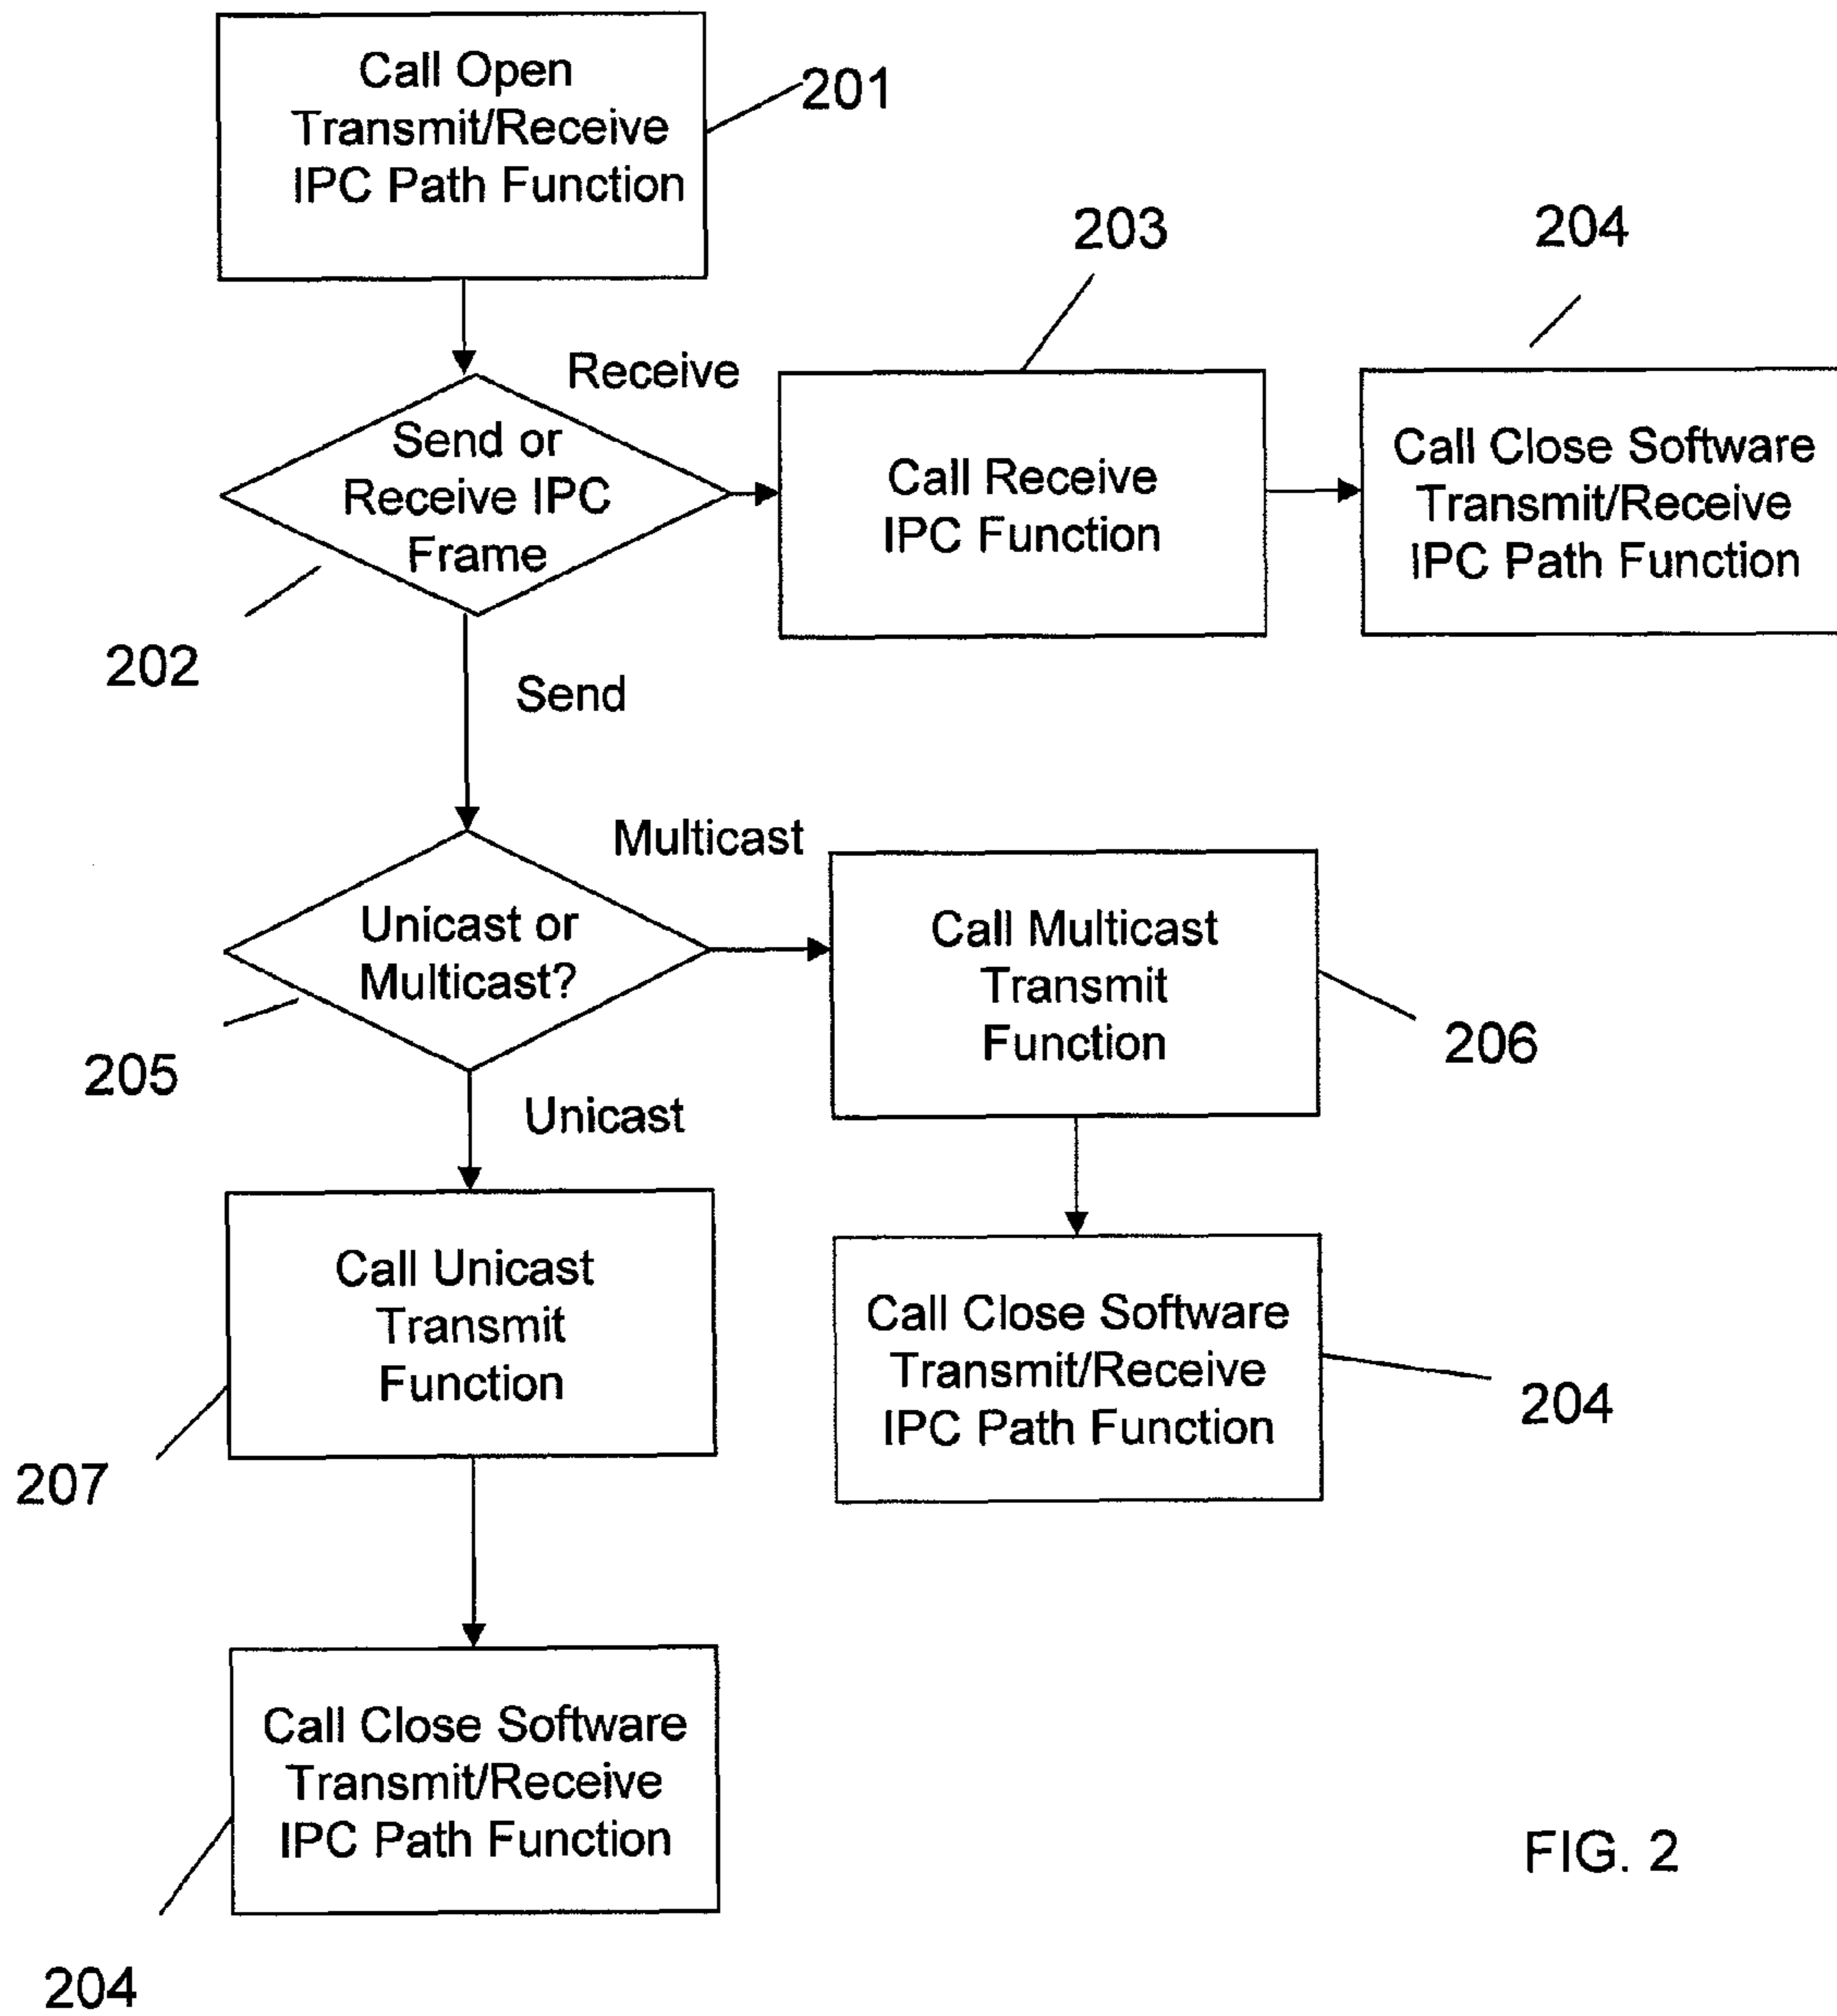 Call Open
Transmit/Receive
IPC Path Function
201
203
204
Receive
Send or
Receive IPC
Frame
Call Receive
IPC Function
Call Close Software
Transmit/Receive
IPC Path Function
202
Send
Multicast
Unicast or
Multicast?
Call Multicast
Transmit
Function
206
205
Unicast
Call Unicast
Transmit
Function
Call Close Software
Transmit/Receive
IPC Path Function
204
207
Call Close Software
Transmit/Receive
IPC Path Function
FIG. 2
204